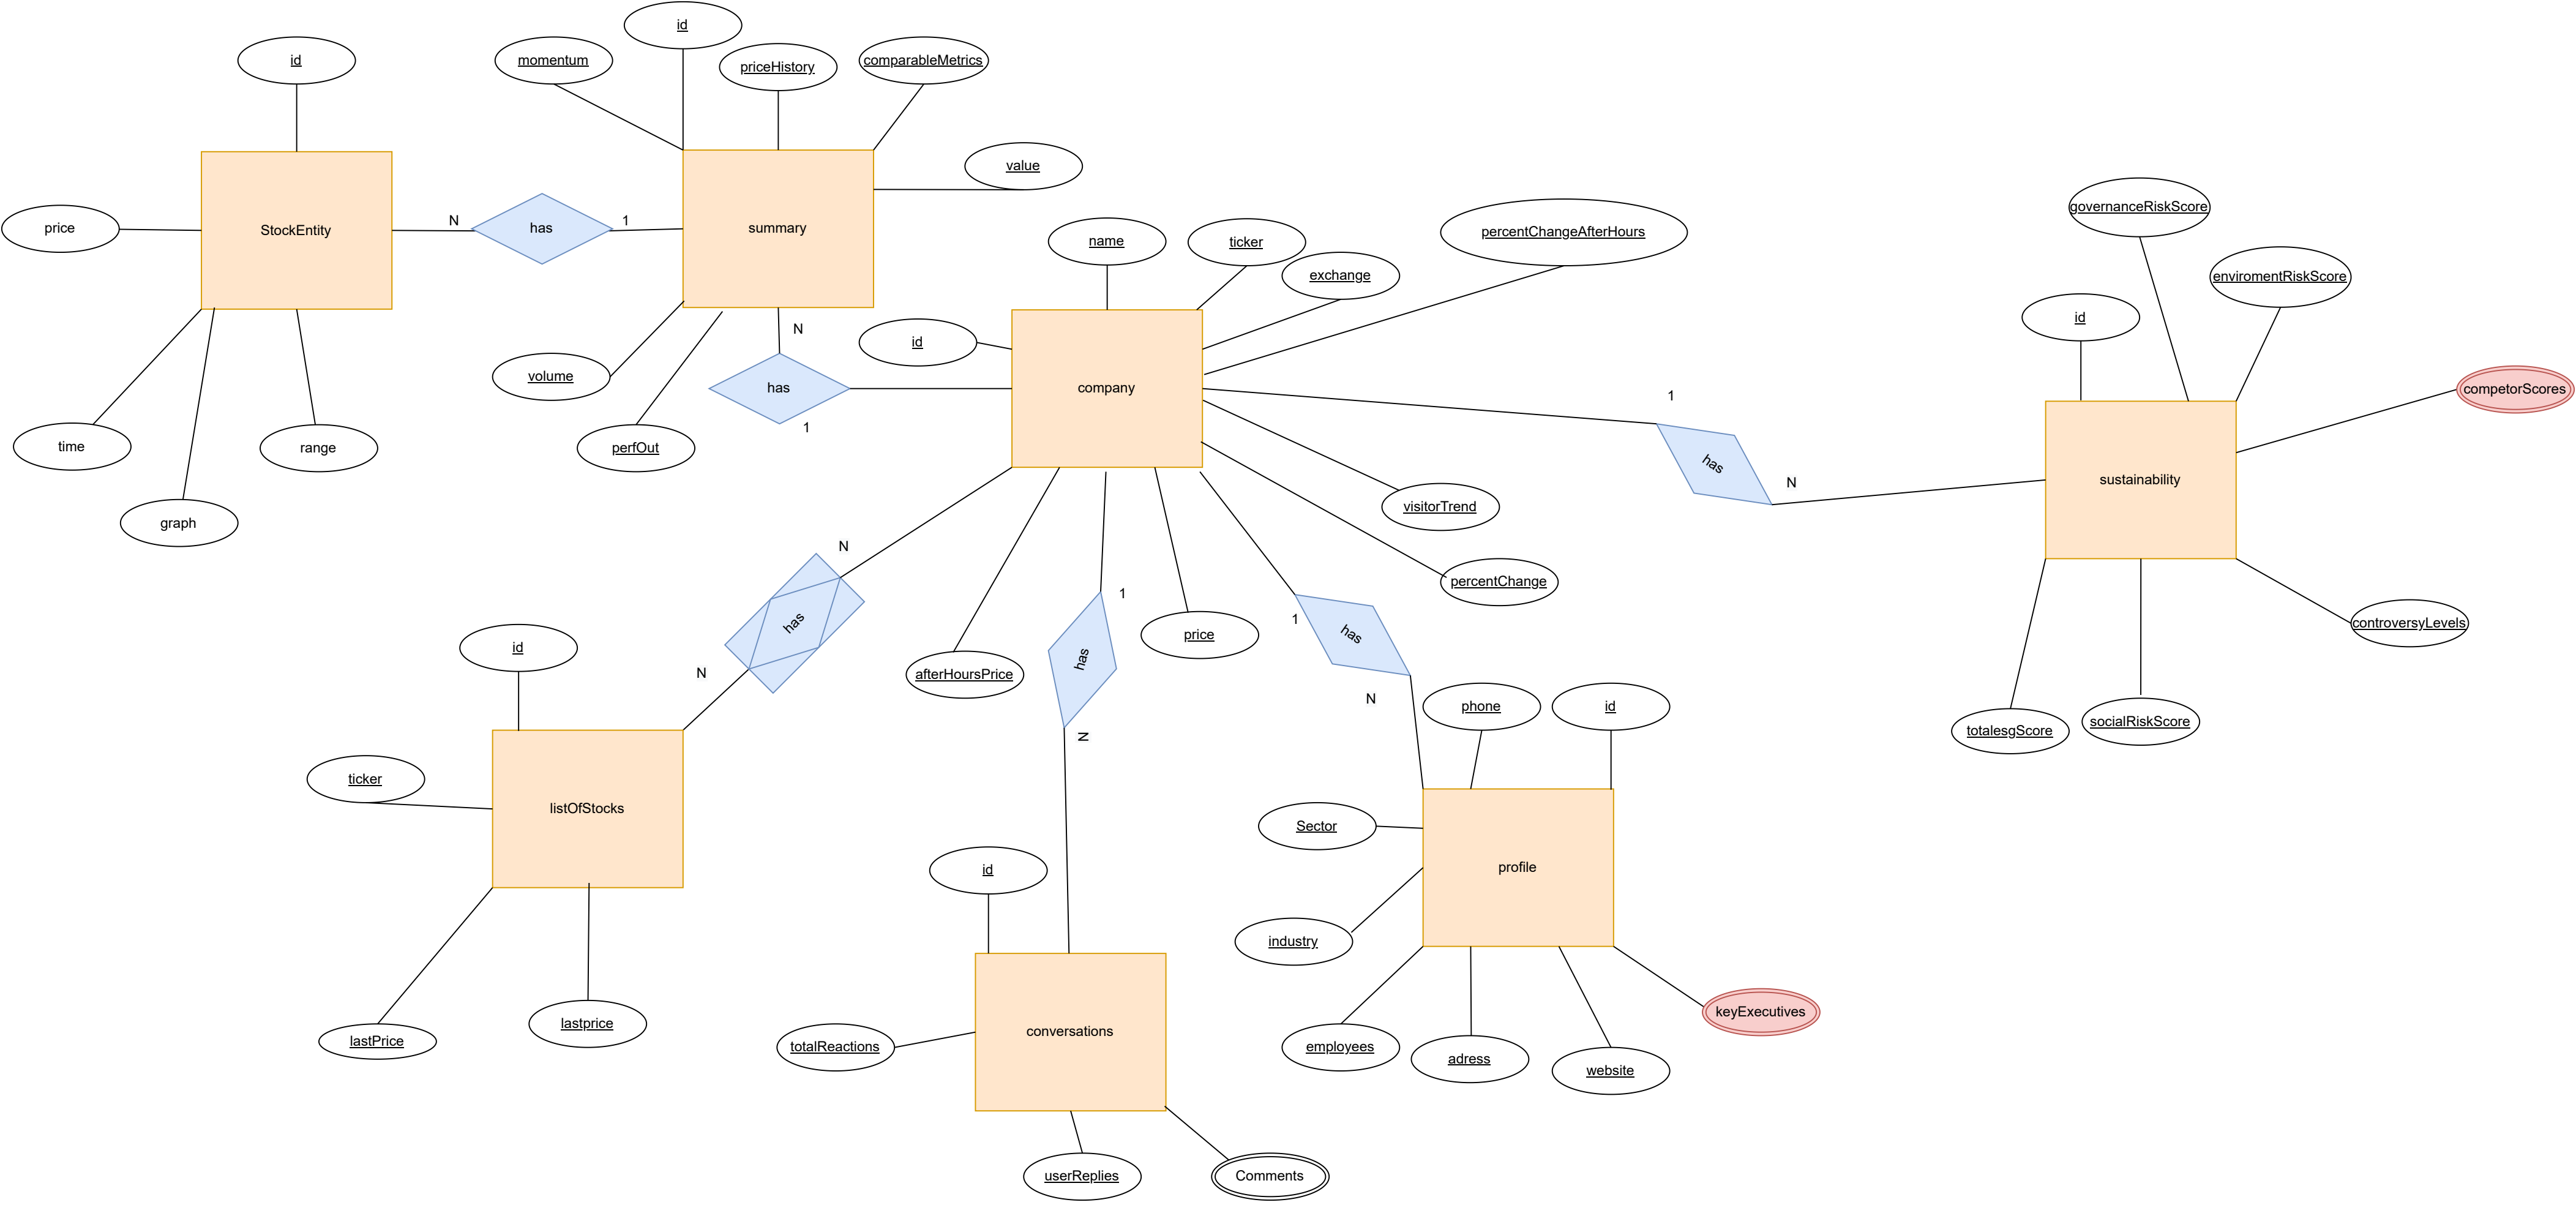 id
momentum
id
priceHistory
comparableMetrics
value
StockEntity
price
N
has
1
summary
time
graph
range
volume
perfOut
N
has
1
name
ticker
exchange
percentChangeAfterHours
id
company
1
has
N
visitorTrend
percentChange
governanceRiskScore
enviromentRiskScore
id
competorScores
sustainability
controversyLevels
totalesgScore
socialRiskScore
N
has
N
afterHoursPrice
1
has
N
price
1
has
N
id
ticker
listOfStocks
lastPrice
lastprice
phone
id
Sector
profile
industry
employees
adress
website
keyExecutives
id
conversations
totalReactions
userReplies
Comments